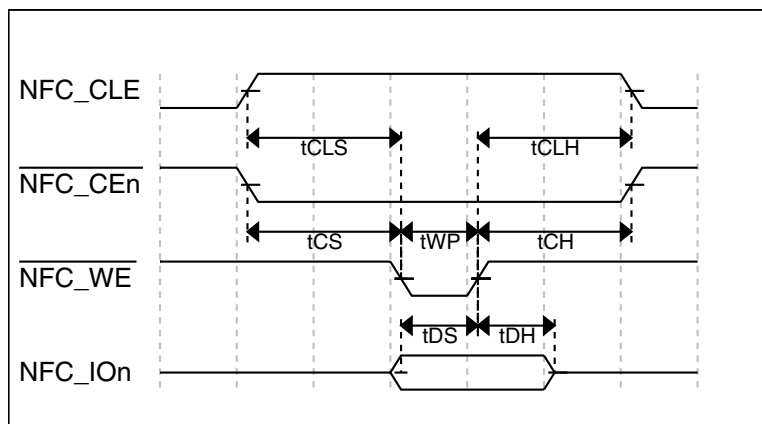 NFC_CLE
tCLS tCLH
NFC_CEn
tCS tWP tCH
NFC_WE
tDS tDH
NFC_IOn